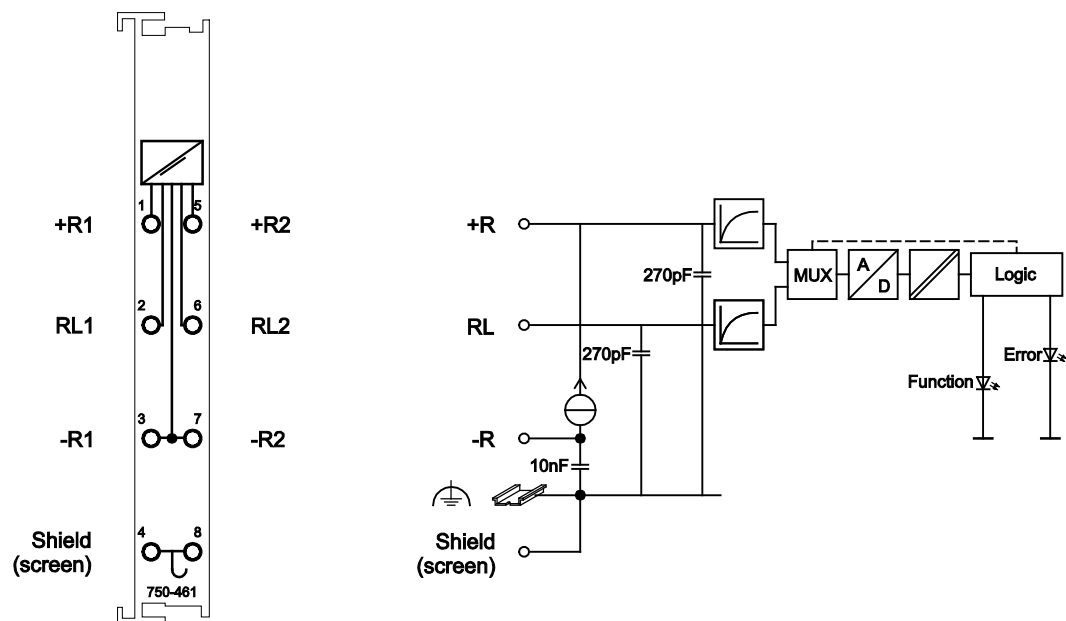 1
5
+R1
+R2
2
6
RL1
RL2
3
7
-R1
-R2
4
8
Shield
(screen)
750-461
+R
270pF
MUX
A
D
Logic
RL
270pF
Function
Error
-R
10nF
Shield
(screen)